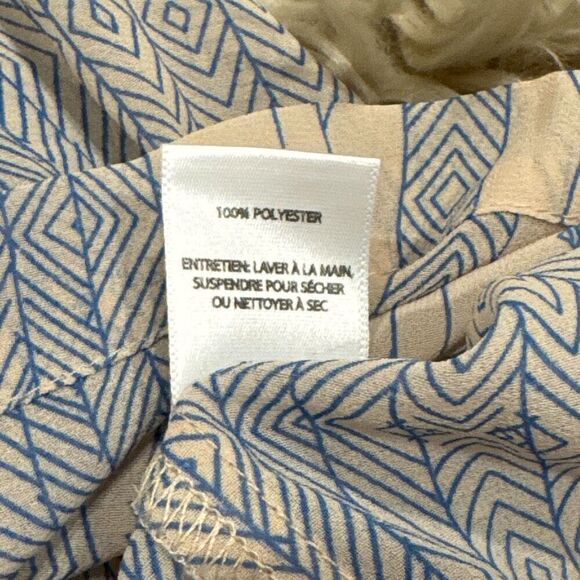 100% POLYESTER
ENTRETIEN: LAVER À LA MAIN,
SUSPENDRE POUR SÉCHER
OU NETTOYER À SEC